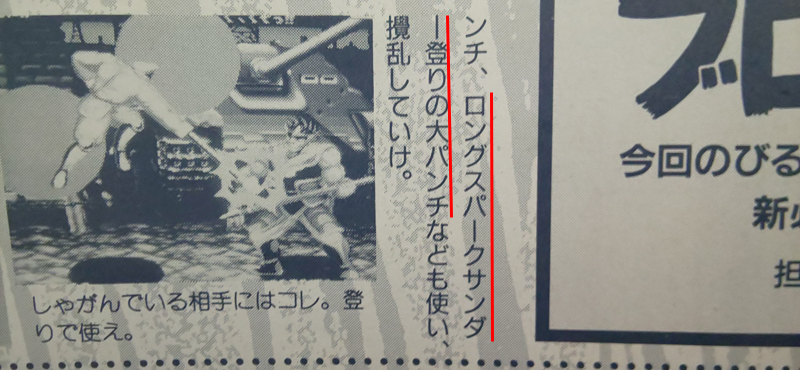 ンチ、ロングスパークサンダ
ー登りの大パンチなども使い、
攪乱していけ。
しゃがんでいる相手にはコレ。登
りで使え。
今回のびる
新必
担